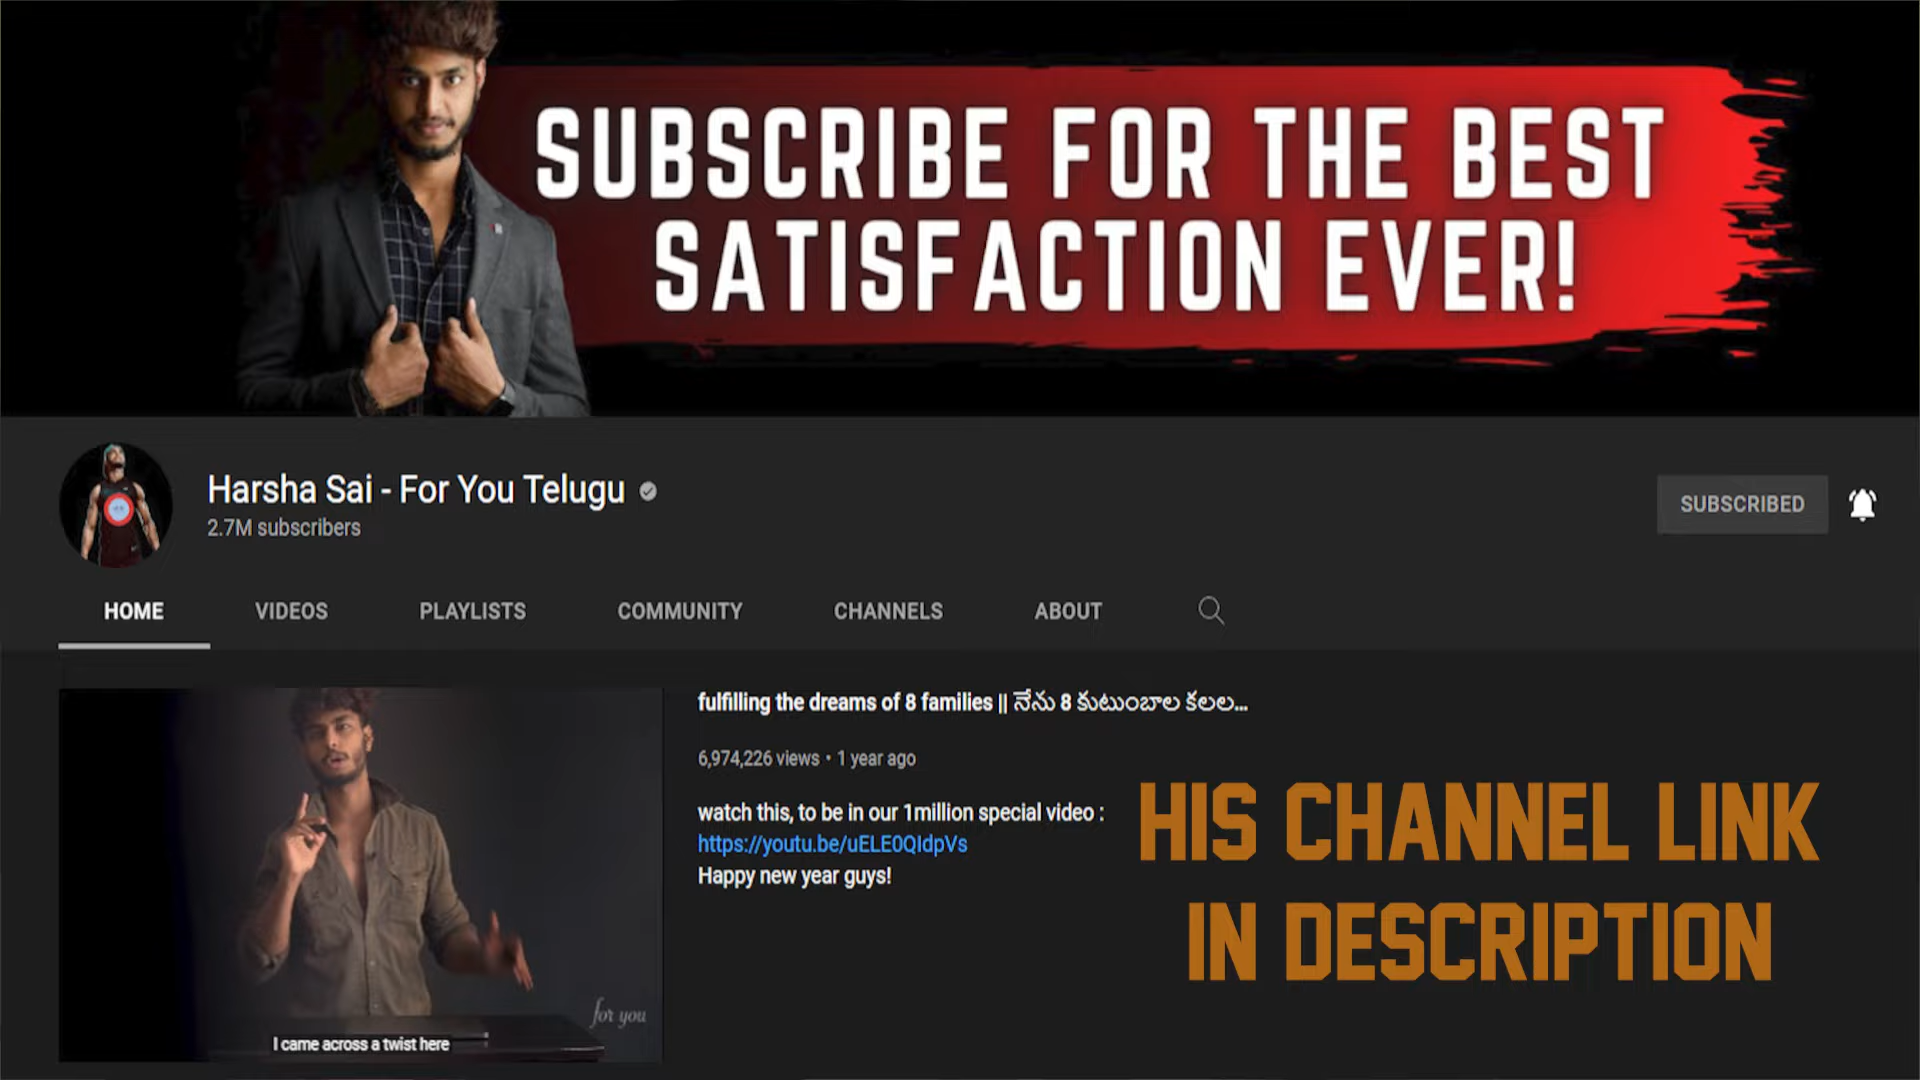 SUBSCRIBE FOR THE BEST
SATISFACTION EVER!
Harsha Sai - For You Telugu
2.7M subscribers
SUBSCRIBED
HOME VIDEOS PLAYLISTS COMMUNITY CHANNELS ABOUT
fulfilling the dreams of 8 families || నేను 8 కుటుంబాల కలల...
6,974,226 views • 1 year ago
watch this, to be in our 1million special video :
https://youtu.be/uELE0QIdpVs
Happy new year guys!
HIS CHANNEL LINK
IN DESCRIPTION
for you
I came across a twist here